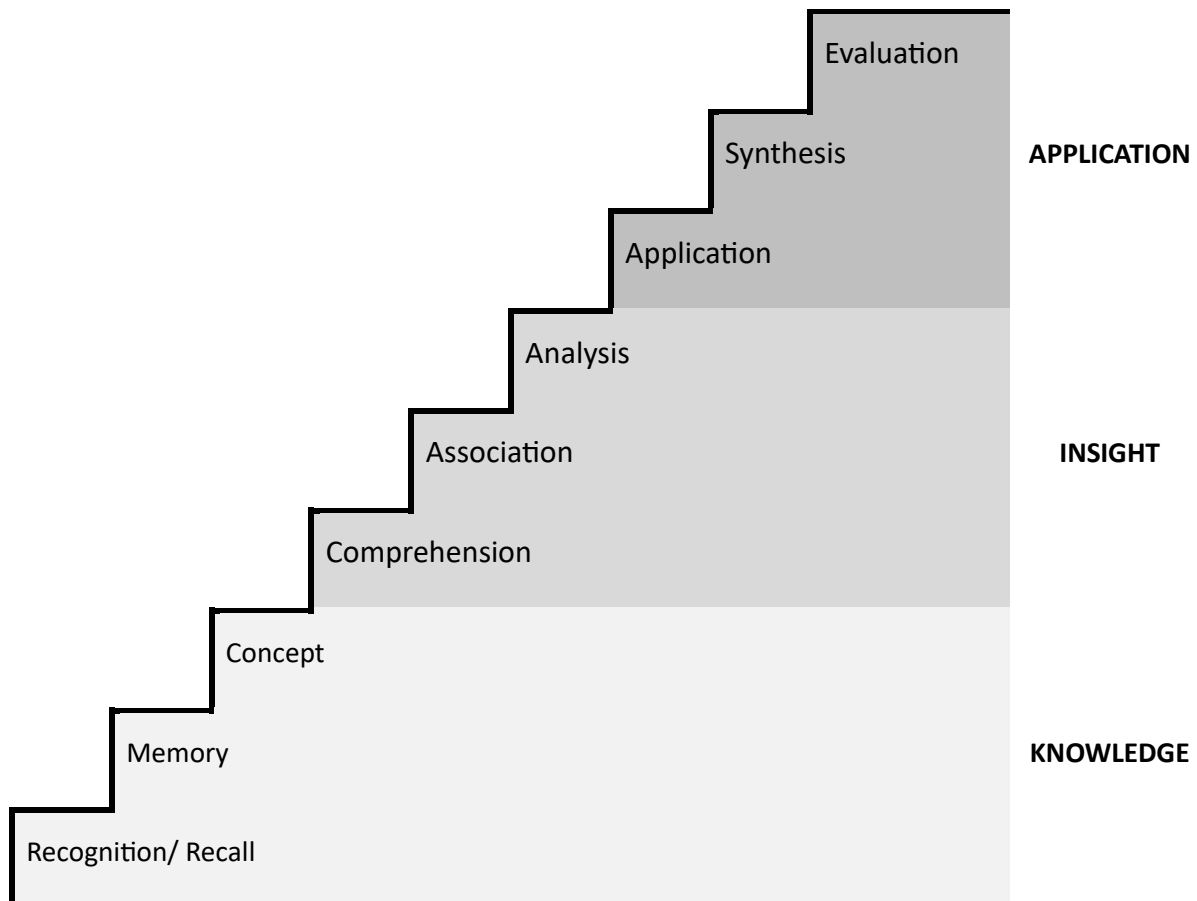 Evaluation
Synthesis
APPLICATION
Application
Analysis
Association
INSIGHT
Comprehension
Concept
Memory
KNOWLEDGE
Recognition/ Recall